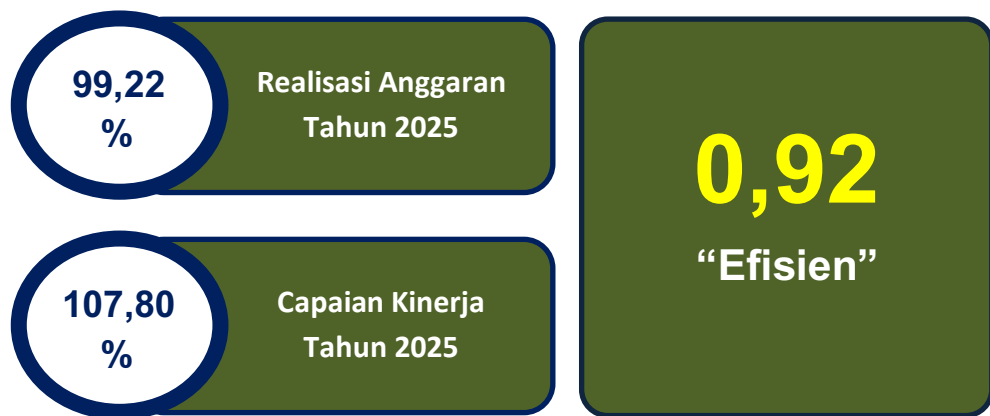 99,22
%
Realisasi Anggaran
Tahun 2025
107,80
%
Capaian Kinerja
Tahun 2025
0,92
“Efisien”